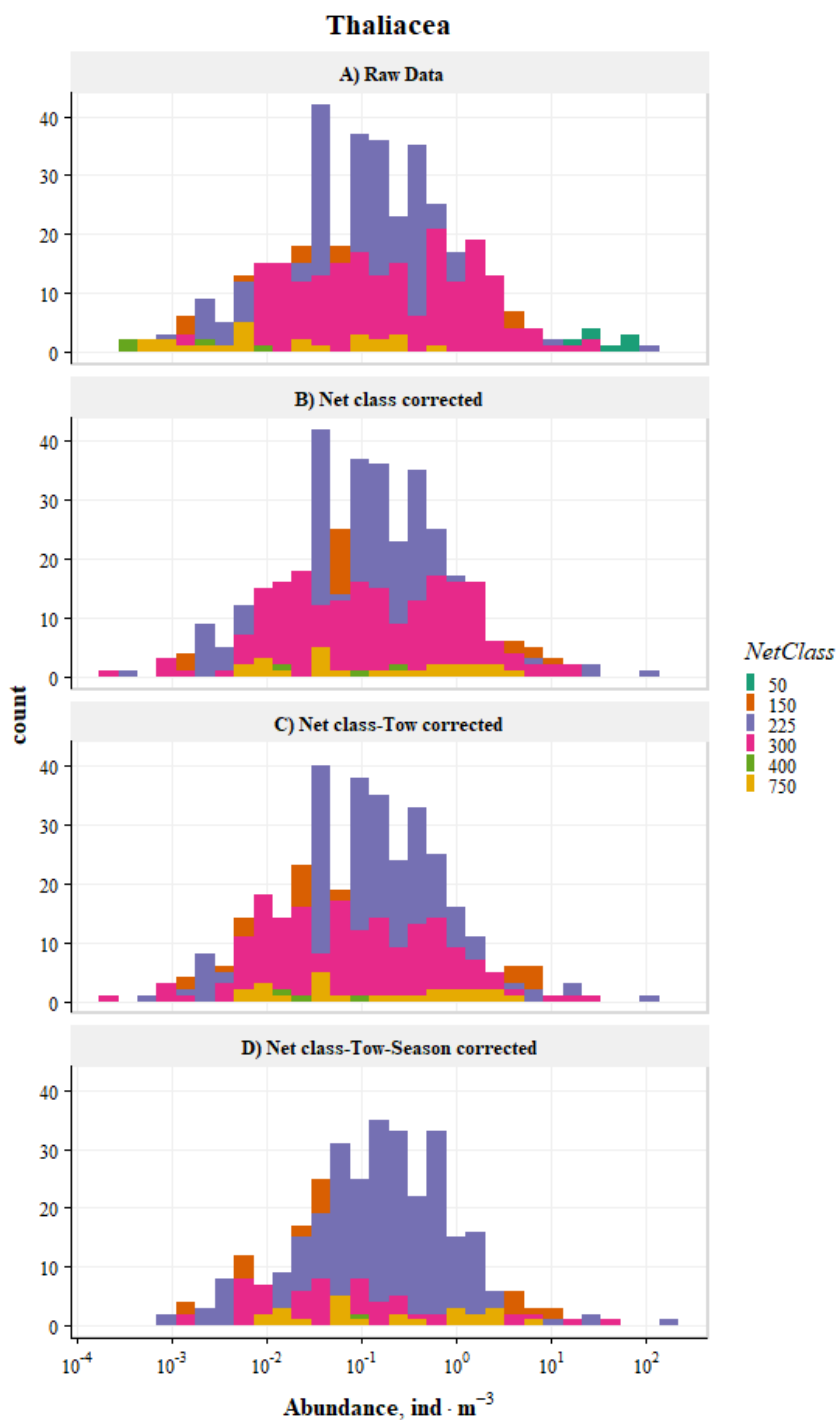 Thaliacea
A) Raw Data
40
30
20
10
0
B) Net class corrected
40
30
20
10
0
C) Net class-Tow corrected
40
30
20
10
0
D) Net class-Tow-Season corrected
40
30
20
10
0
count
10⁻⁴ 10⁻³ 10⁻² 10⁻¹ 10⁰ 10¹ 10²
Abundance, ind · m⁻³
NetClass
50
150
225
300
400
750